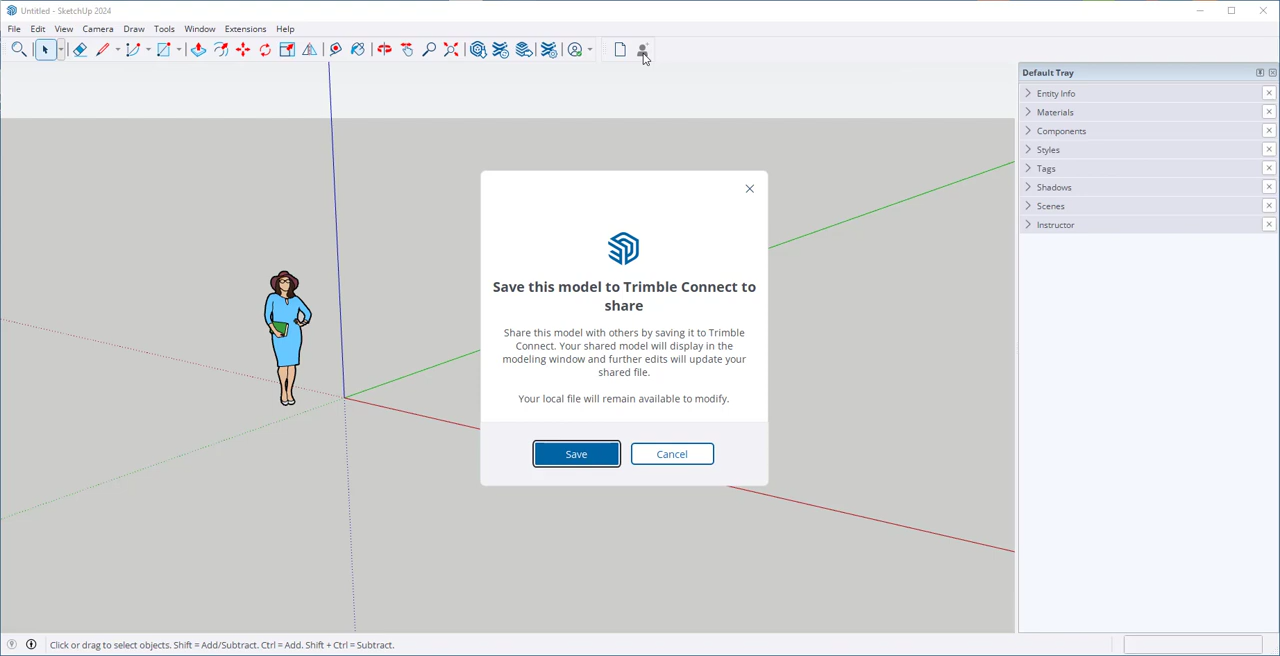 Untitled - SketchUp 2024
File Edit View Camera Draw Tools Window Extensions Help
Default Tray
Entity Info
Materials
Components
Styles
Tags
Shadows
Scenes
Instructor
Save this model to Trimble Connect to
share
Share this model with others by saving it to Trimble
Connect. Your shared model will display in the
modeling window and further edits will update your
shared file.
Your local file will remain available to modify.
Save Cancel
Click or drag to select objects. Shift = Add/Subtract. Ctrl = Add. Shift + Ctrl = Subtract.